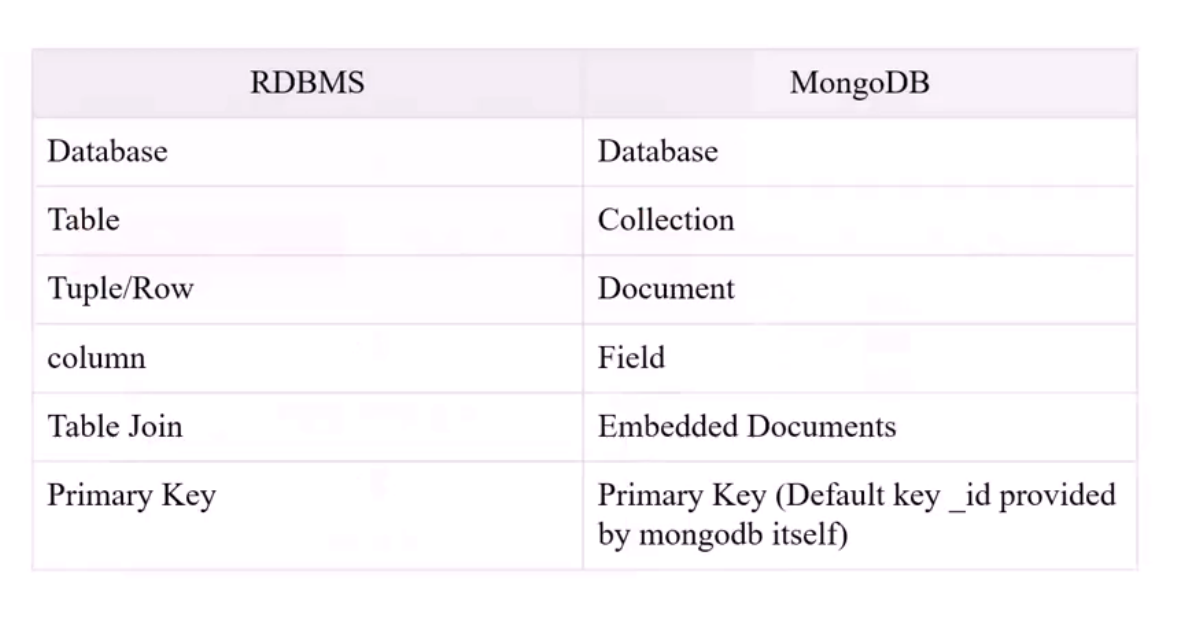 RDBMS MongoDB
Database Database
Table Collection
Tuple/Row Document
column Field
Table Join Embedded Documents
Primary Key Primary Key (Default key _id provided
by mongodb itself)